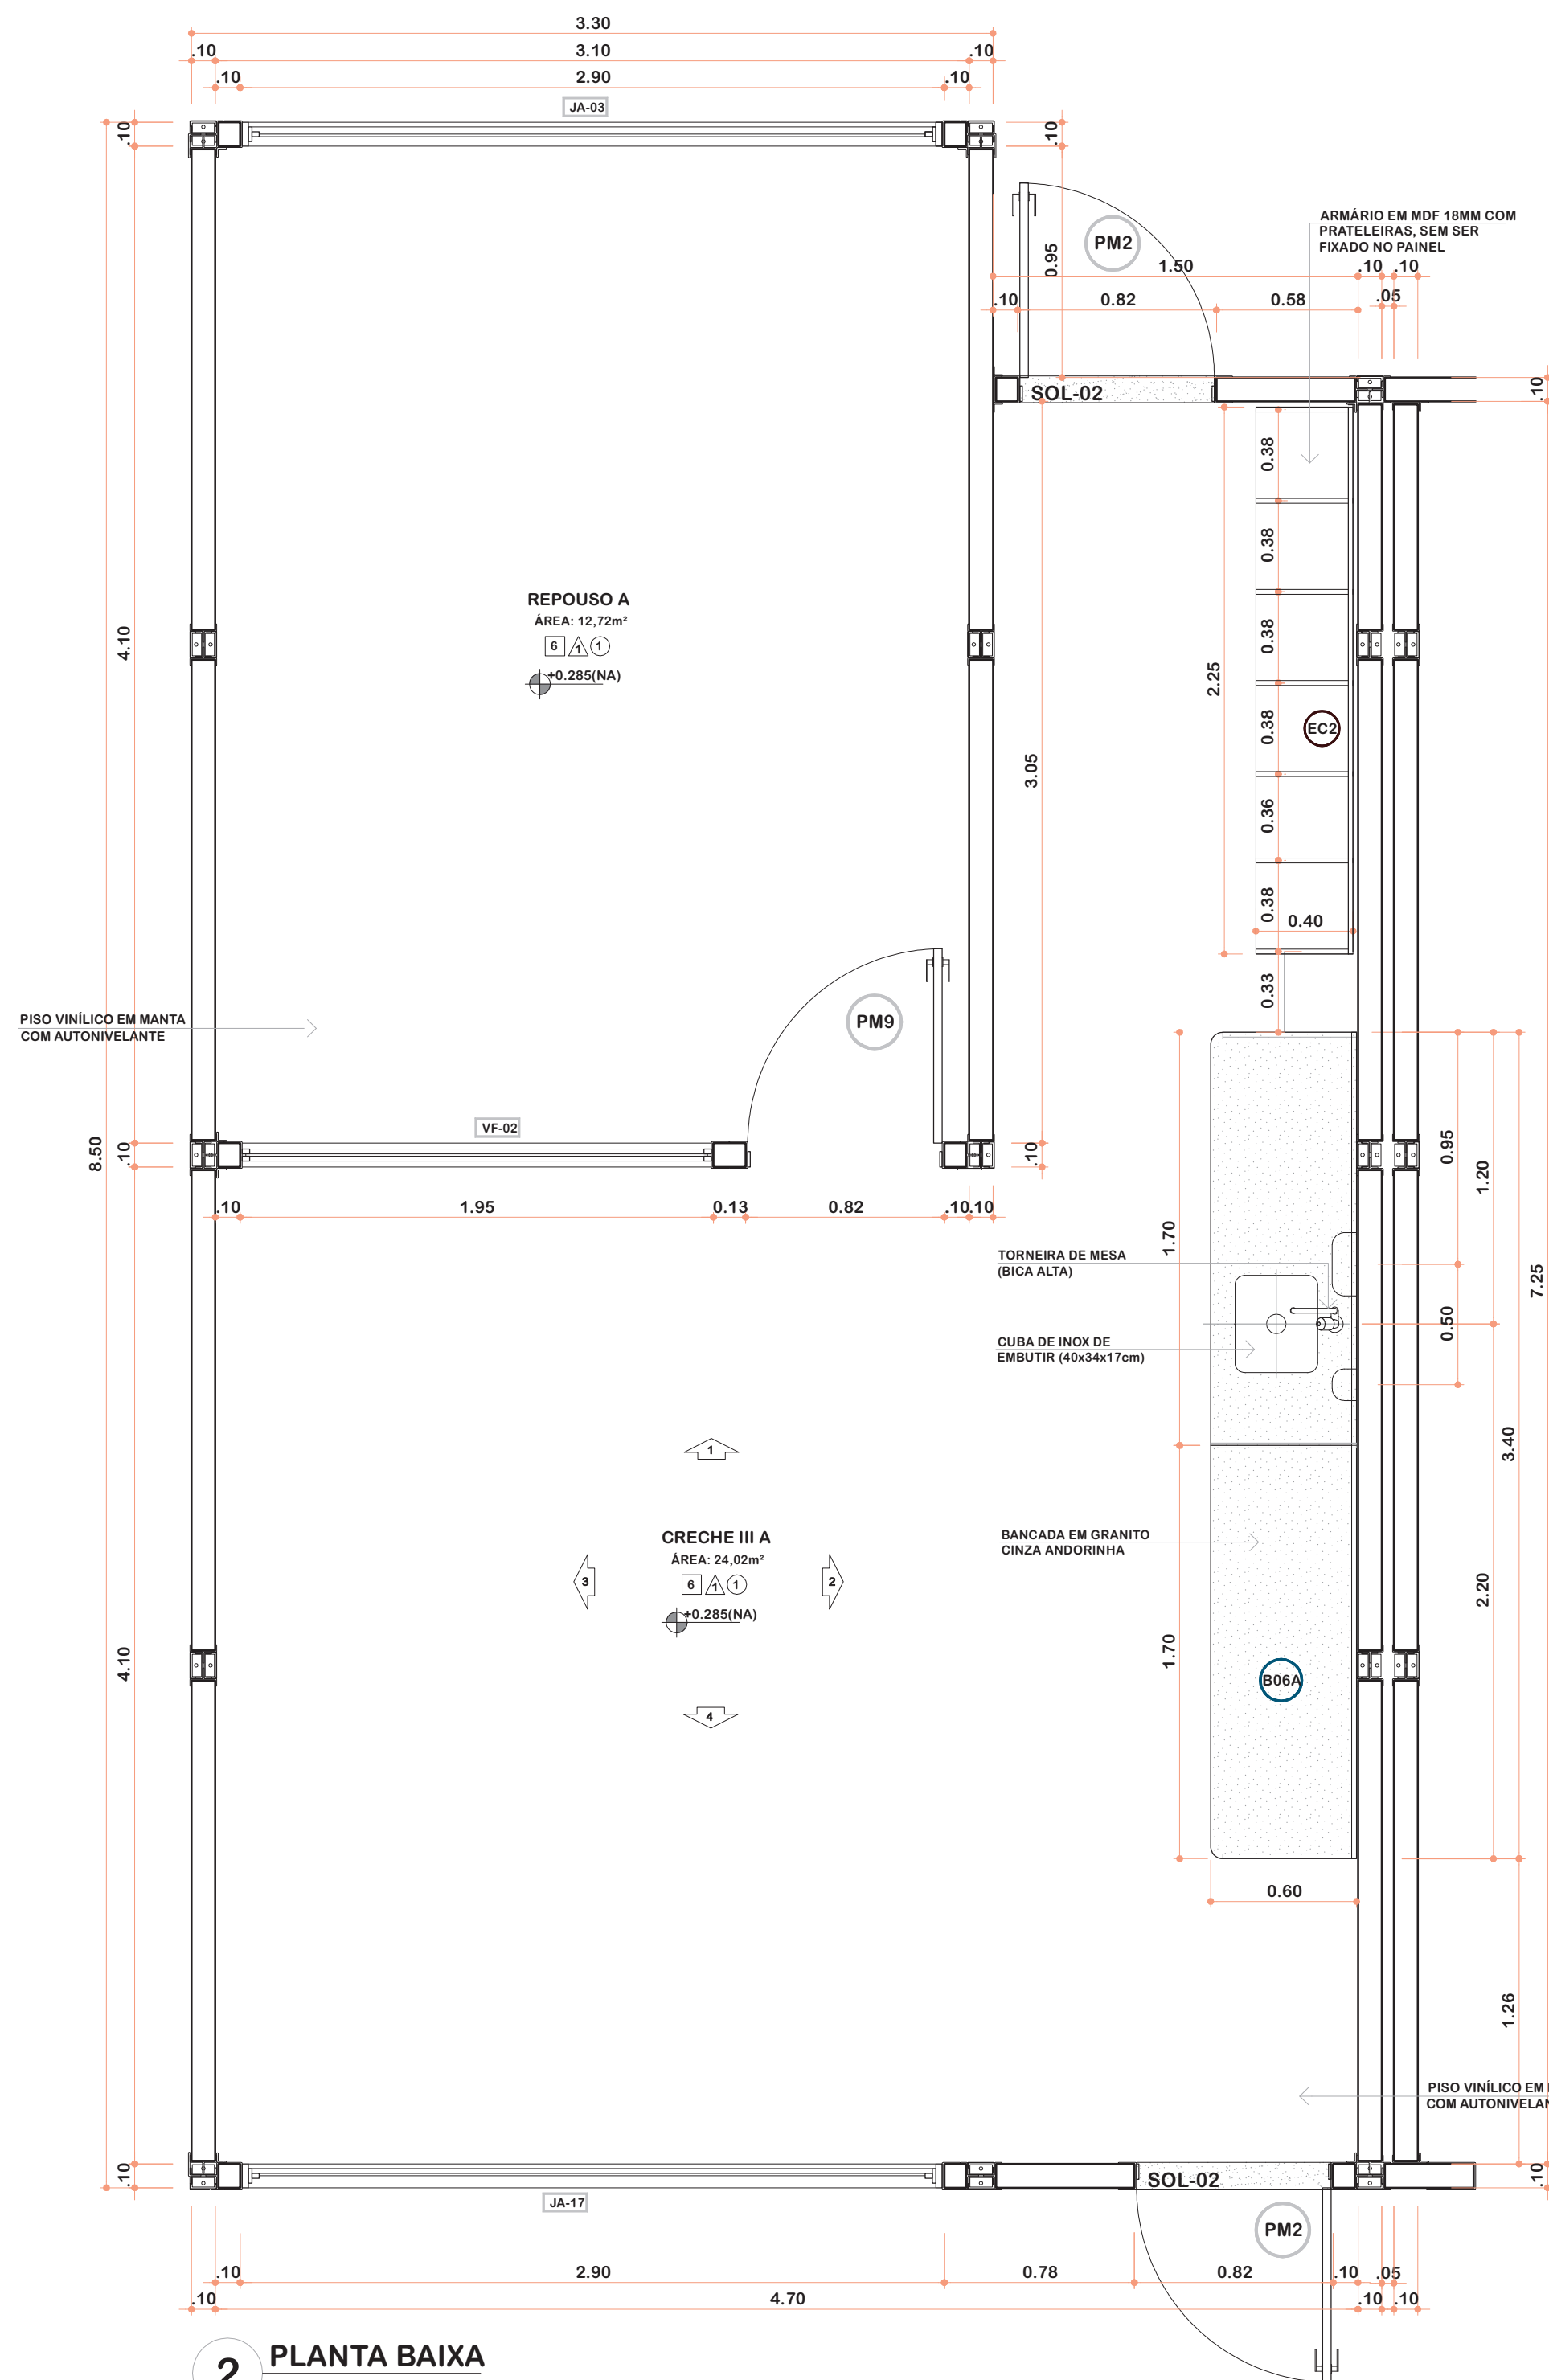 3.30
.10
3.10
.10
.10
2.90
.10
JA-03
.10
.10
ARMÁRIO EM MDF 18MM COM
PRATELEIRAS, SEM SER
FIXADO NO PAINEL
PM2
0.95
1.50
.10
.10
.10
0.82
0.58
.05
SOL-02
.10
0.38
0.38
REPOUSO A
ÁREA: 12,72m²
6
1
1
+0.285(NA)
4.10
0.38
2.25
0.38
EC2
3.05
0.36
0.38
0.40
0.33
PISO VINÍLICO EM MANTA
COM AUTONIVELANTE
PM9
VF-02
8.50
.10
.10
0.95
1.20
.10
1.95
0.13
0.82
.10
.10
1.70
TORNEIRA DE MESA
(BICA ALTA)
7.25
0.50
CUBA DE INOX DE
EMBUTIR (40x34x17cm)
1
3.40
CRECHE III A
ÁREA: 24,02m²
6
1
1
+0.285(NA)
3
2
BANCADA EM GRANITO
CINZA ANDORINHA
2.20
4.10
1.70
B06A
4
0.60
1.26
PISO VINÍLICO EM
COM AUTONIVELAN
.10
SOL-02
.10
JA-17
PM2
.10
2.90
0.78
0.82
.10
.05
.10
4.70
.10
.10
2
PLANTA BAIXA